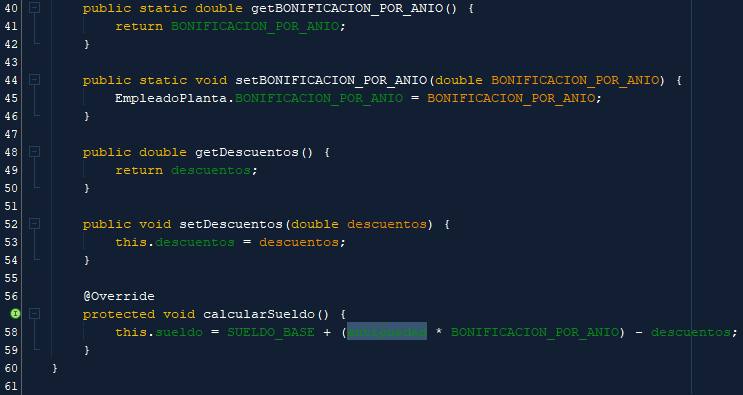 40 public static double getBONIFICACION_POR_ANIO() {
41 return BONIFICACION_POR_ANIO;
42 }
43
44 public static void setBONIFICACION_POR_ANIO(double BONIFICACION_POR_ANIO) {
45 EmpleadoPlanta.BONIFICACION_POR_ANIO = BONIFICACION_POR_ANIO;
46 }
47
48 public double getDescuentos() {
49 return descuentos;
50 }
51
52 public void setDescuentos(double descuentos) {
53 this.descuentos = descuentos;
54 }
55
56 @Override
protected void calcularSueldo() {
58 this.sueldo = SUELDO_BASE + (antiguedad * BONIFICACION_POR_ANIO) - descuentos;
59 }
60 }
61